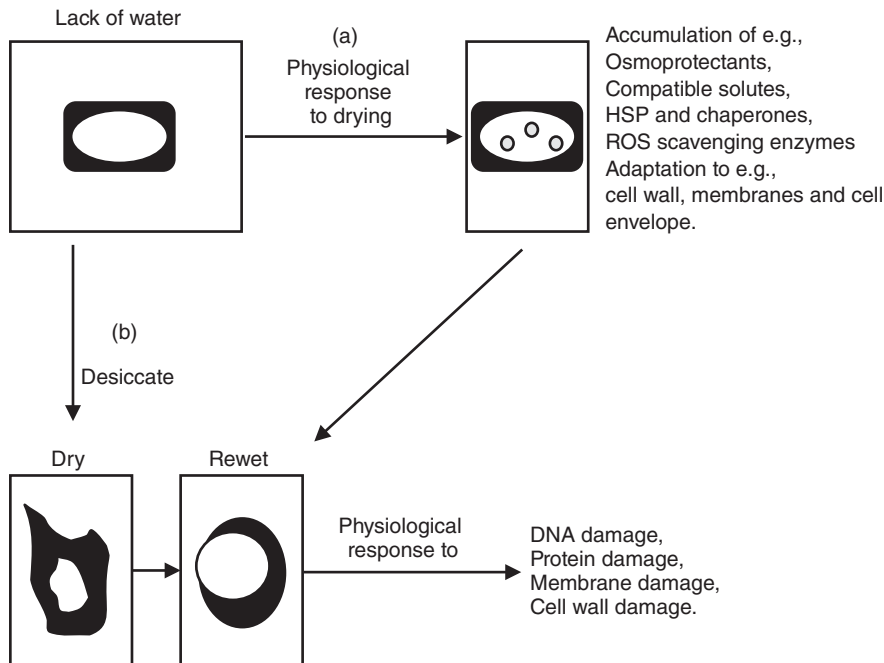 Lack of water
(a)
Physiological
response
to drying
Accumulation of e.g.,
Osmoprotectants,
Compatible solutes,
HSP and chaperones,
ROS scavenging enzymes
Adaptation to e.g.,
cell wall, membranes and cell
envelope.
(b)
Desiccate
Dry
Rewet
Physiological
response to
DNA damage,
Protein damage,
Membrane damage,
Cell wall damage.